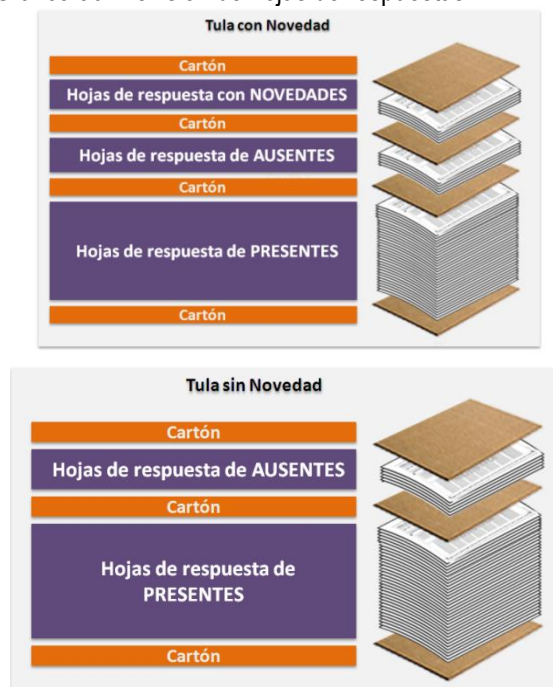 Tula con Novedad
Cartón
Hojas de respuesta con NOVEDADES
Cartón
Hojas de respuesta de AUSENTES
Cartón
Hojas de respuesta de PRESENTES
Cartón
Tula sin Novedad
Cartón
Hojas de respuesta de AUSENTES
Cartón
Hojas de respuesta de
PRESENTES
Cartón